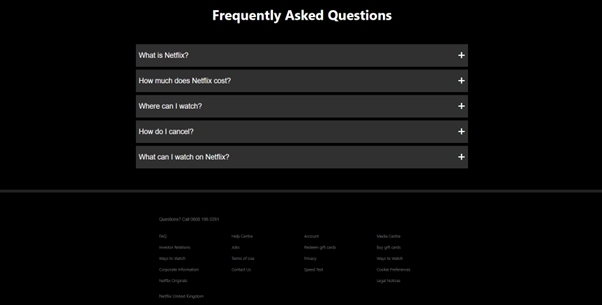 Frequently Asked Questions
What is Netflix?
How much does Netflix cost?
Where can I watch?
How do I cancel?
What can I watch on Netflix?
Questions? Call 0808 196 5391
FAQ
Help Centre
Account
Media Centre
Investor Relations
Jobs
Redeem gift cards
Buy gift cards
Ways to Watch
Terms of Use
Privacy
Ways to Watch
Corporate Information
Contact Us
Speed Test
Cookie Preferences
Netflix Originals
Legal Notices
Netflix United Kingdom